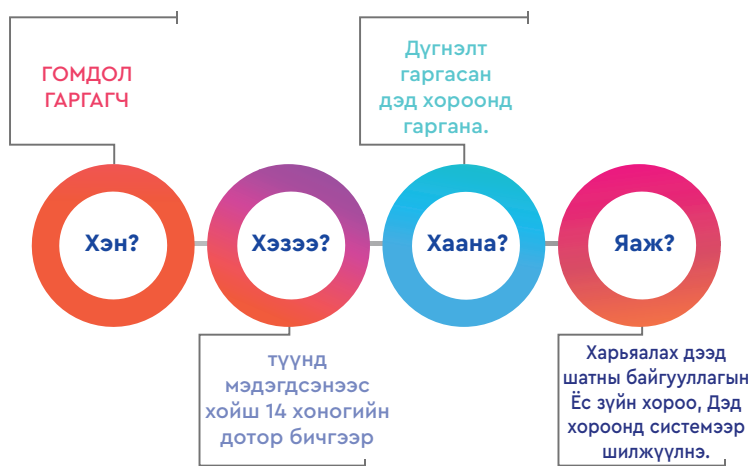 ГОМДОЛ
ГАРГАГЧ
Дүгнэлт
гаргасан
дэд хороонд
гаргана.
Хэн?
Хэзээ?
Хаана?
Яаж?
түүнд
мэдэгдсэнээс
хойш 14 хоногийн
дотор бичгээр
Харьяалах дээд
шатны байгууллагын
Ёс зүйн хороо, Дэд
хороонд системээр
шилжүүлнэ.